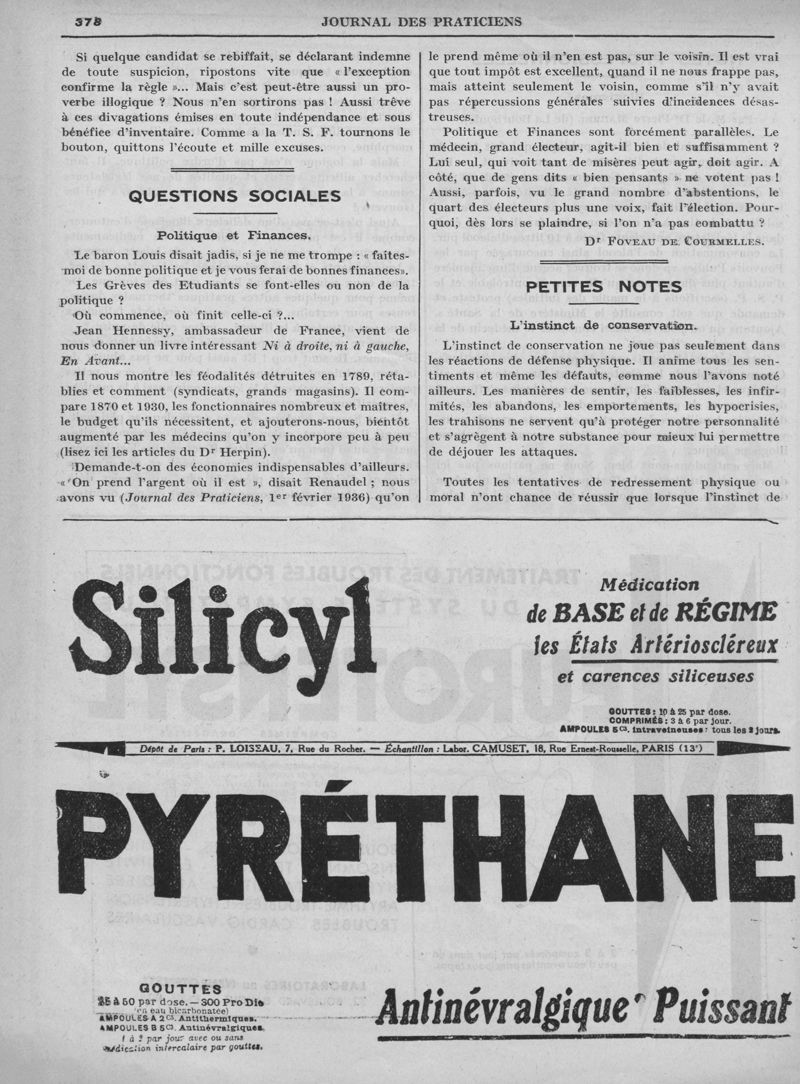 378
JOURNAL DES PRATICIENS
Si quelque candidat se rebiffait, se déclarant indemne
de toute suspicion, ripostons vite que « l'exception
confirme la règle »... Mais c'est peut-être aussi un pro-
verbe illogique ? Nous n'en sortirons pas ! Aussi trêve
à ces divagations émises en toute indépendance et sous
bénéfice d'inventaire. Comme a la T. S. F. tournons le
bouton, quittons l'écoute et mille excuses.
QUESTIONS SOCIALES
Politique et Finances.
Le baron Louis disait jadis, si je ne me trompe : « faites-
moi de bonne politique et je vous ferai de bonnes finances».
Les Grèves des Etudiants se font-elles ou non de la
politique ?
Où commence, où finit celle-ci ?...
Jean Hennessy, ambassadeur de France, vient de
nous donner un livre intéressant Ni à droite, ni à gauche,
En Avant...
Il nous montre les féodalités détruites en 1789, réta-
blies et comment (syndicats, grands magasins). Il com-
pare 1870 et 1930, les fonctionnaires nombreux et maîtres,
le budget qu'ils nécessitent, et ajouterons-nous, bientôt
augmenté par les médecins qu'on y incorpore peu à peu
(lisez ici les articles du Dr Herpin).
Demande-t-on des économies indispensables d'ailleurs.
« On prend l'argent où il est », disait Renaudel ; nous
avons vu (Journal des Praticiens, 1er février 1936) qu'on
le prend même où il n'en est pas, sur le voisin. Il est vrai
que tout impôt est excellent, quand il ne nous frappe pas,
mais atteint seulement le voisin, comme s'il n'y avait
pas répercussions générales suivies d'incidences désas-
treuses.
Politique et Finances sont forcément parallèles. Le
médecin, grand électeur, agit-il bien et suffisamment ?
Lui seul, qui voit tant de misères peut agir, doit agir. A
côté, que de gens dits « bien pensants » ne votent pas !
Aussi, parfois, vu le grand nombre d'abstentions, le
quart des électeurs plus une voix, fait l'élection. Pour-
quoi, dès lors se plaindre, si l'on n'a pas combattu ?
Dr FOVEAU DE COURMELLES.
PETITES NOTES
L'instinct de conservation.
L'instinct de conservation ne joue pas seulement dans
les réactions de défense physique. Il anime tous les sen-
timents et même les défauts, comme nous l'avons noté
ailleurs. Les manières de sentir, les faiblesses, les infir-
mités, les abandons, les emportements, les hypocrisies,
les trahisons ne servent qu'à protéger notre personnalité
et s'agrègent à notre substance pour mieux lui permettre
de déjouer les attaques.
Toutes les tentatives de redressement physique ou
moral n'ont chance de réussir que lorsque l'instinct de
Silicyl
Médication
de BASE et de RÉGIME
les États Artérioscléreux
et carences siliceuses
GOUTTES : 10 à 25 par dose.
COMPRIMÉS : 3 à 6 par jour.
AMPOULES 5 cs. intraveineuses : tous les 2 jours.
Dépôt de Paris : P. LOISEAU, 7, Rue du Rocher. — Échantillon : Labor. CAMUSET, 18, Rue Ernest-Rousselle, PARIS (13e)
PYRÉTHANE
GOUTTES
25 à 50 par dose. — 300 Pro Die
(en eau bicarbonatée)
AMPOULES A 2 cs. Antithermiques.
AMPOULES B 5 cs. Antinévralgiques.
1 à 2 par jour avec ou sans
médication intercalaire par gouttes.
Antinévralgique Puissant